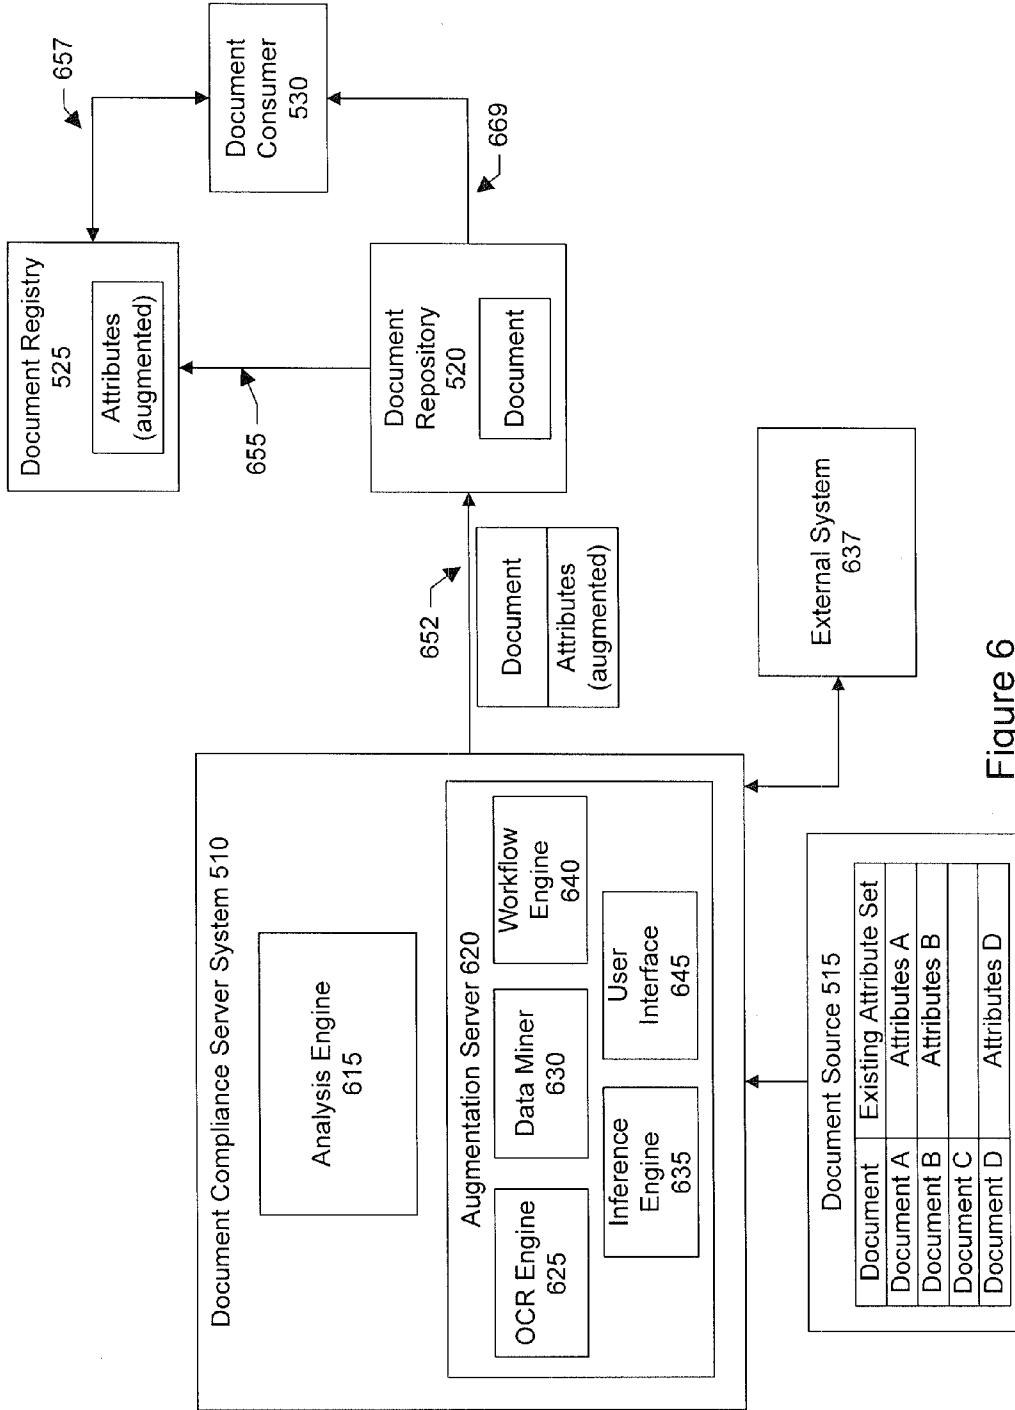 Document Compliance Server System 510
Analysis Engine
615
Augmentation Server 620
OCR Engine
625
Data Miner
630
Workflow
Engine
640
Inference
Engine
635
User
Interface
645
Document Source 515
Document Existing Attribute Set
Document A Attributes A
Document B Attributes B
Document C
Document D Attributes D
External System
637
652
Document
Attributes
(augmented)
Document
Repository
520
Document
655
Document Registry
525
Attributes
(augmented)
657
Document
Consumer
530
669
Figure 6